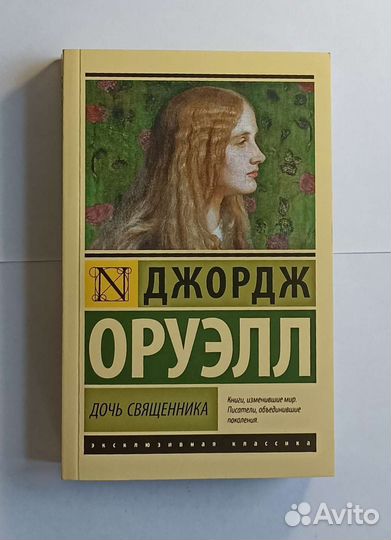 N
ДЖОРДЖ
ОРУЭЛЛ
ДОЧЬ СВЯЩЕННИКА
Книги, изменившие мир.
Писатели, объединившие
поколения.
эксклюзивная классика
Avito